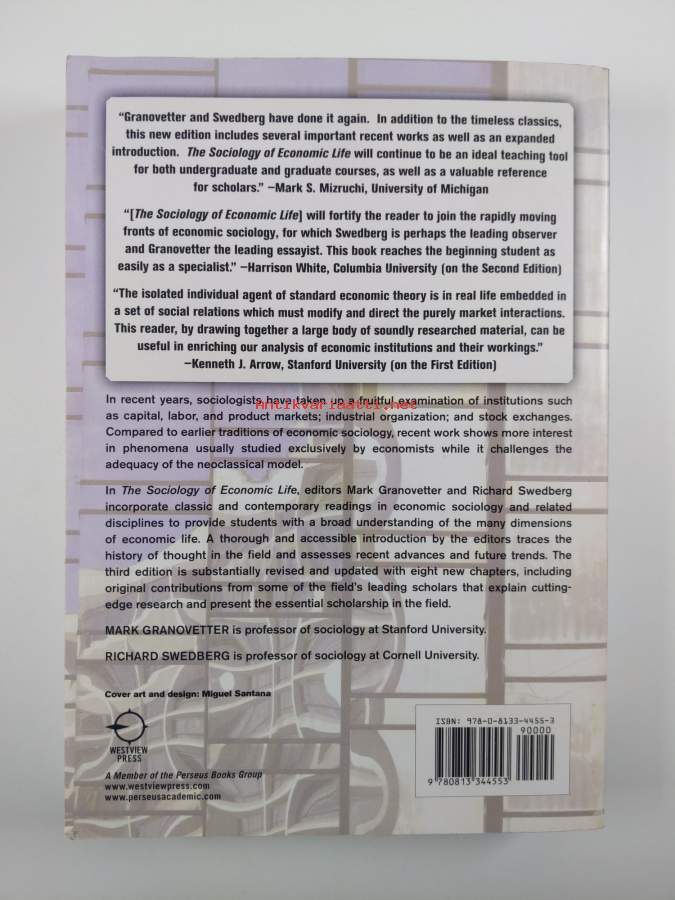 “Granovetter and Swedberg have done it again. In addition to the timeless classics,
this new edition includes several important recent works as well as an expanded
introduction. The Sociology of Economic Life will continue to be an ideal teaching tool
for both undergraduate and graduate courses, as well as a valuable reference
for scholars.” —Mark S. Mizruchi, University of Michigan
“[The Sociology of Economic Life] will fortify the reader to join the rapidly moving
fronts of economic sociology, for which Swedberg is perhaps the leading observer
and Granovetter the leading essayist. This book reaches the beginning student as
easily as a specialist.” —Harrison White, Columbia University (on the Second Edition)
“The isolated individual agent of standard economic theory is in real life embedded in
a set of social relations which must modify and direct the purely market interactions.
This reader, by drawing together a large body of soundly researched material, can be
useful in enriching our analysis of economic institutions and their workings.”
—Kenneth J. Arrow, Stanford University (on the First Edition)
In recent years, sociologists have taken up a fruitful examination of institutions such
Antikvariaatti.net
as capital, labor, and product markets; industrial organization; and stock exchanges.
Compared to earlier traditions of economic sociology, recent work shows more interest
in phenomena usually studied exclusively by economists while it challenges the
adequacy of the neoclassical model.
In The Sociology of Economic Life, editors Mark Granovetter and Richard Swedberg
incorporate classic and contemporary readings in economic sociology and related
disciplines to provide students with a broad understanding of the many dimensions
of economic life. A thorough and accessible introduction by the editors traces the
history of thought in the field and assesses recent advances and future trends. The
third edition is substantially revised and updated with eight new chapters, including
original contributions from some of the field's leading scholars that explain cutting-
edge research and present the essential scholarship in the field.
MARK GRANOVETTER is professor of sociology at Stanford University.
RICHARD SWEDBERG is professor of sociology at Cornell University.
Cover art and design: Miguel Santana
WESTVIEW
PRESS
A Member of the Perseus Books Group
www.westviewpress.com
www.perseusacademic.com
ISBN: 978-0-8133-4455-3
90000
9 780813 344553